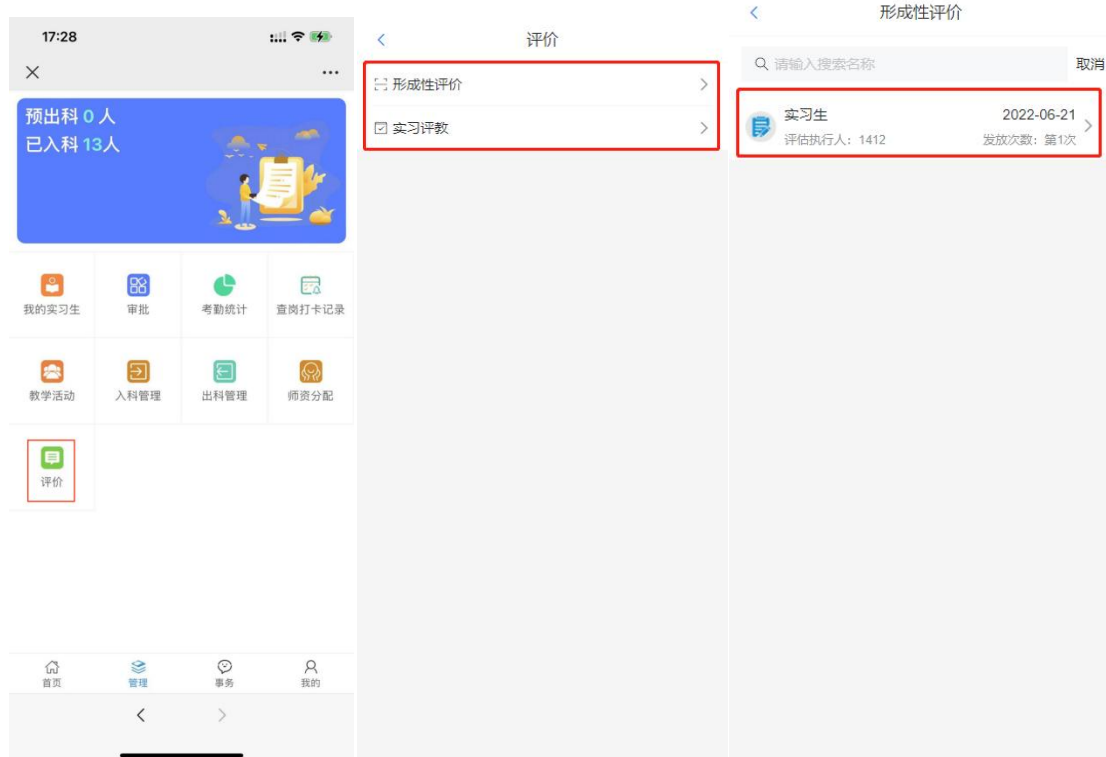 17:28
预出科 0 人
已入科 13人
我的实习生
审批
考勤统计
查岗打卡记录
教学活动
入科管理
出科管理
师资分配
评价
首页
管理
事务
我的
评价
形成性评价
实习评教
形成性评价
请输入搜索名称
取消
实习生
2022-06-21
评估执行人：1412
发放次数：第1次